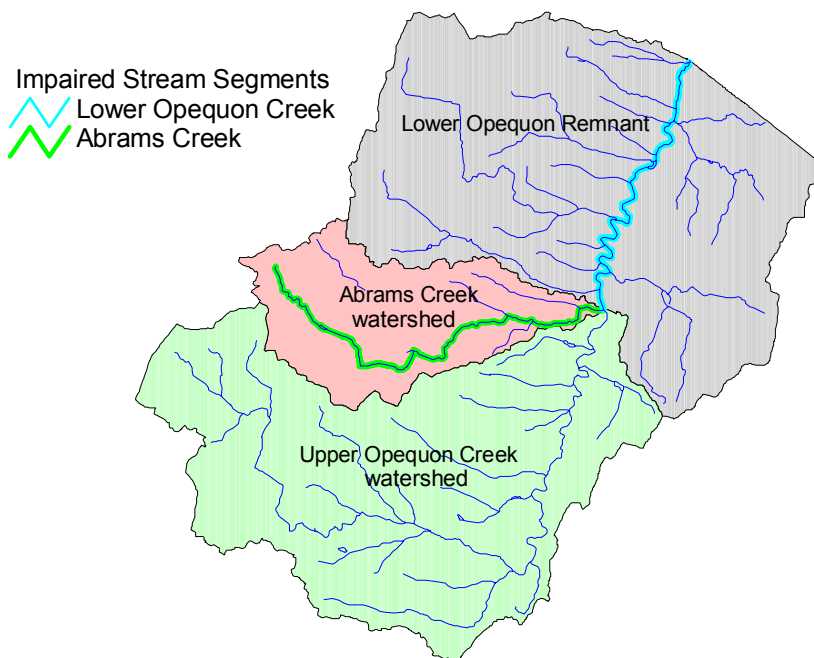 Impaired Stream Segments
Lower Opequon Creek
Abrams Creek
Lower Opequon Remnant
Abrams Creek
watershed
Upper Opequon Creek
watershed